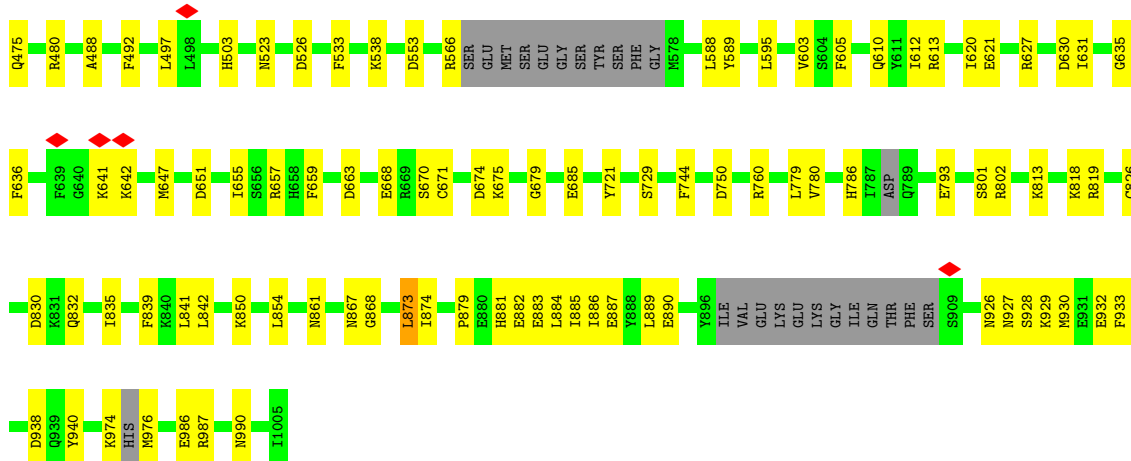 Q475 R480 A488 F492 L497 L498 H503 N523 D526 F533 K538 D553 R566 SER GLU MET SER GLU GLY SER TYR SER PHE GLY M578 L588 Y589 L595 V603 S604 F605 Q610 Y611 I612 R613 I620 E621 R627 D630 I631 G635
F636 F639 G640 K641 K642 M647 D651 I655 S656 R657 H658 F659 D663 E668 R669 S670 C671 D674 K675 G679 E685 Y721 S729 F744 D750 R760 L779 V780 H786 I787 ASP Q789 E793 S801 R802 K813 K818 R819 C826
D830 K831 Q832 I835 F839 K840 L841 L842 K850 L854 N861 N867 G868 L873 I874 P879 E880 H881 E882 E883 L884 I885 I886 E887 Y888 L889 E890 Y896 ILE VAL GLU LYS GLU LYS GLY ILE GLN THR PHE SER S909 N926 N927 S928 K929 M930 E931 E932 F933
D938 Q939 Y940 K974 HIS M976 E986 R987 N990 I1005